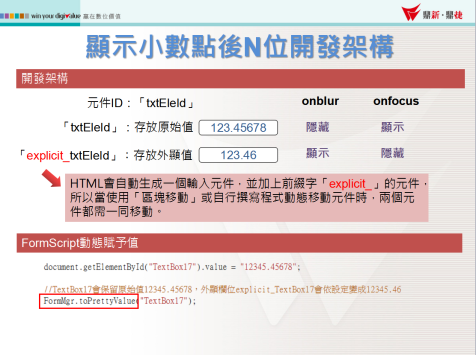 win your digiValue 贏在數位價值
鼎新·鼎捷
顯示小數點後N位開發架構
開發架構
元件ID：「txtEleId」 onblur onfocus
「txtEleId」：存放原始值 123.45678 隱藏 顯示
「explicit_txtEleId」：存放外顯值 123.46 顯示 隱藏
HTML會自動生成一個輸入元件，並加上前綴字「explicit_」的元件，
所以當使用「區塊移動」或自行撰寫程式動態移動元件時，兩個元
件都需一同移動。
FormScript動態賦予值
document.getElementById("TextBox17").value = "12345.45678";
//TextBox17會保留原始值12345.45678，外顯欄位explicit_TextBox17會依設定變成12345.46
FormMgr.toPrettyValue("TextBox17");